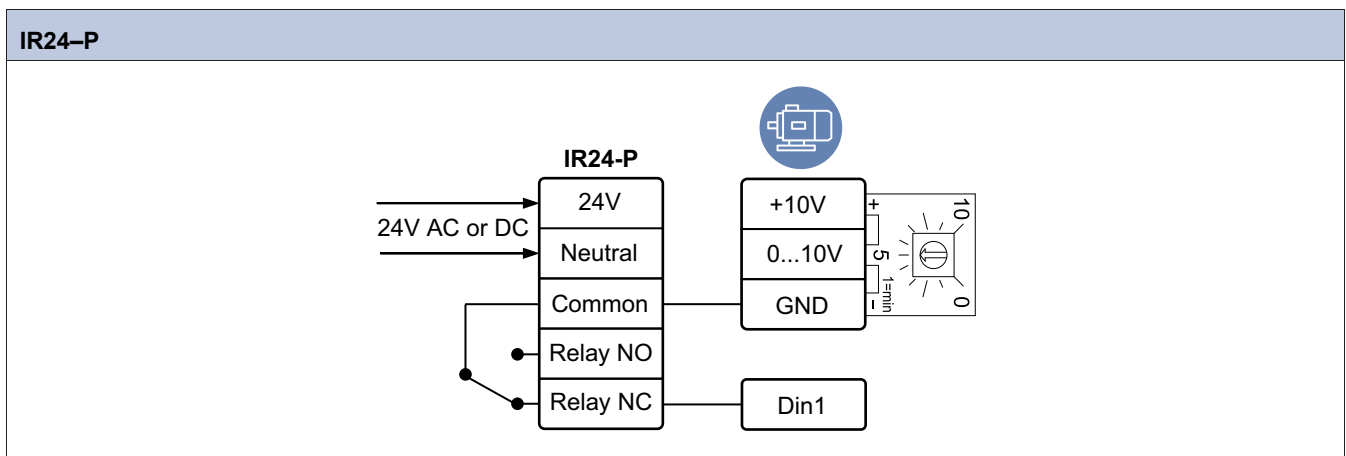 IR24–P
IR24-P
24V AC or DC
24V
Neutral
Common
Relay NO
Relay NC
+10V
0...10V
GND
Din1
+
-
10
5
1=min
0